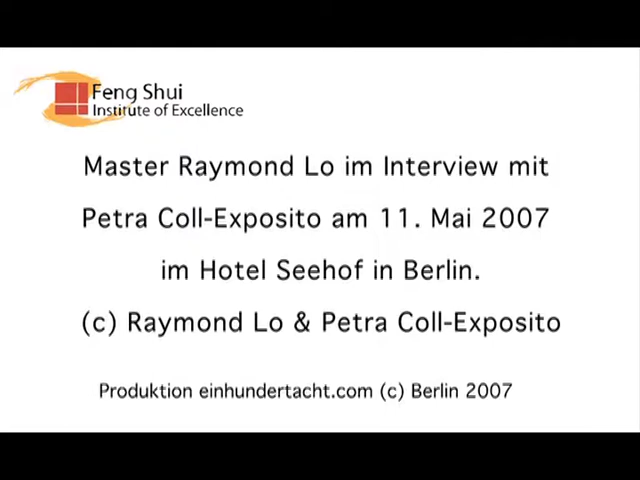 Feng Shui
Institute of Excellence
Master Raymond Lo im Interview mit
Petra Coll-Exposito am 11. Mai 2007
im Hotel Seehof in Berlin.
(c) Raymond Lo & Petra Coll-Exposito
Produktion einhundertacht.com (c) Berlin 2007